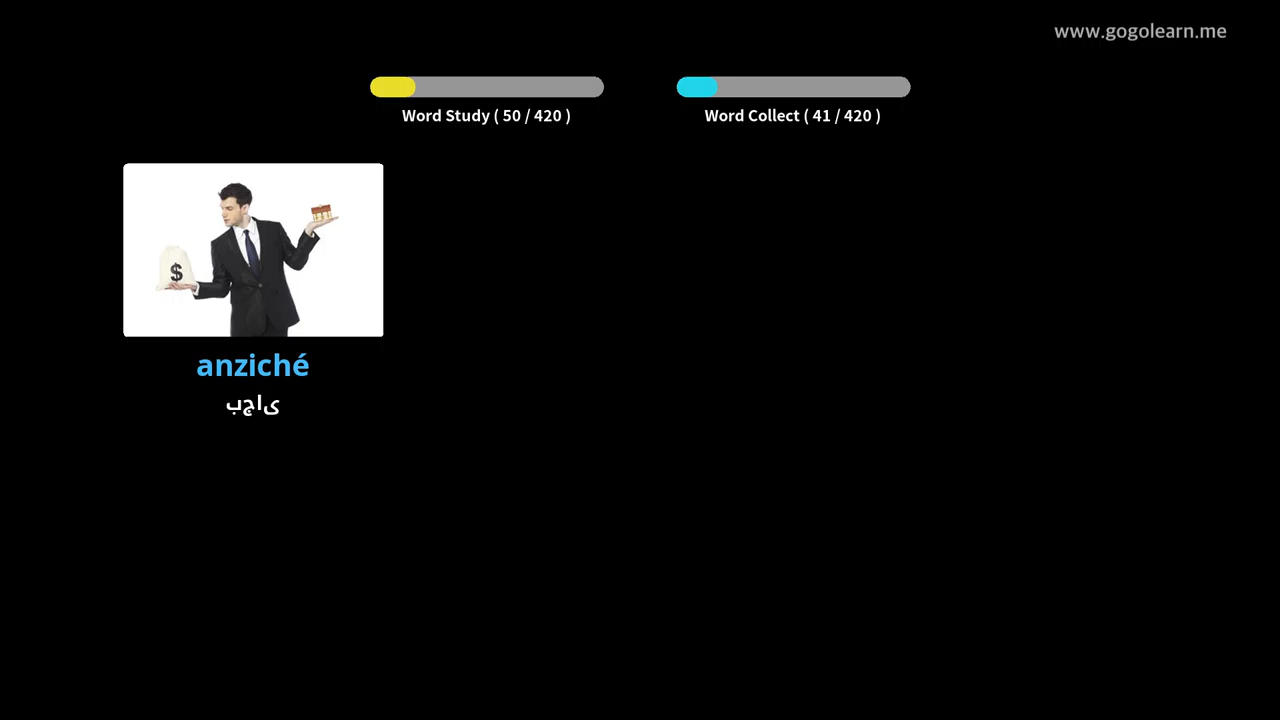 www.gogolearn.me
Word Study ( 50 / 420 )
Word Collect ( 41 / 420 )
$
anziché
بجای